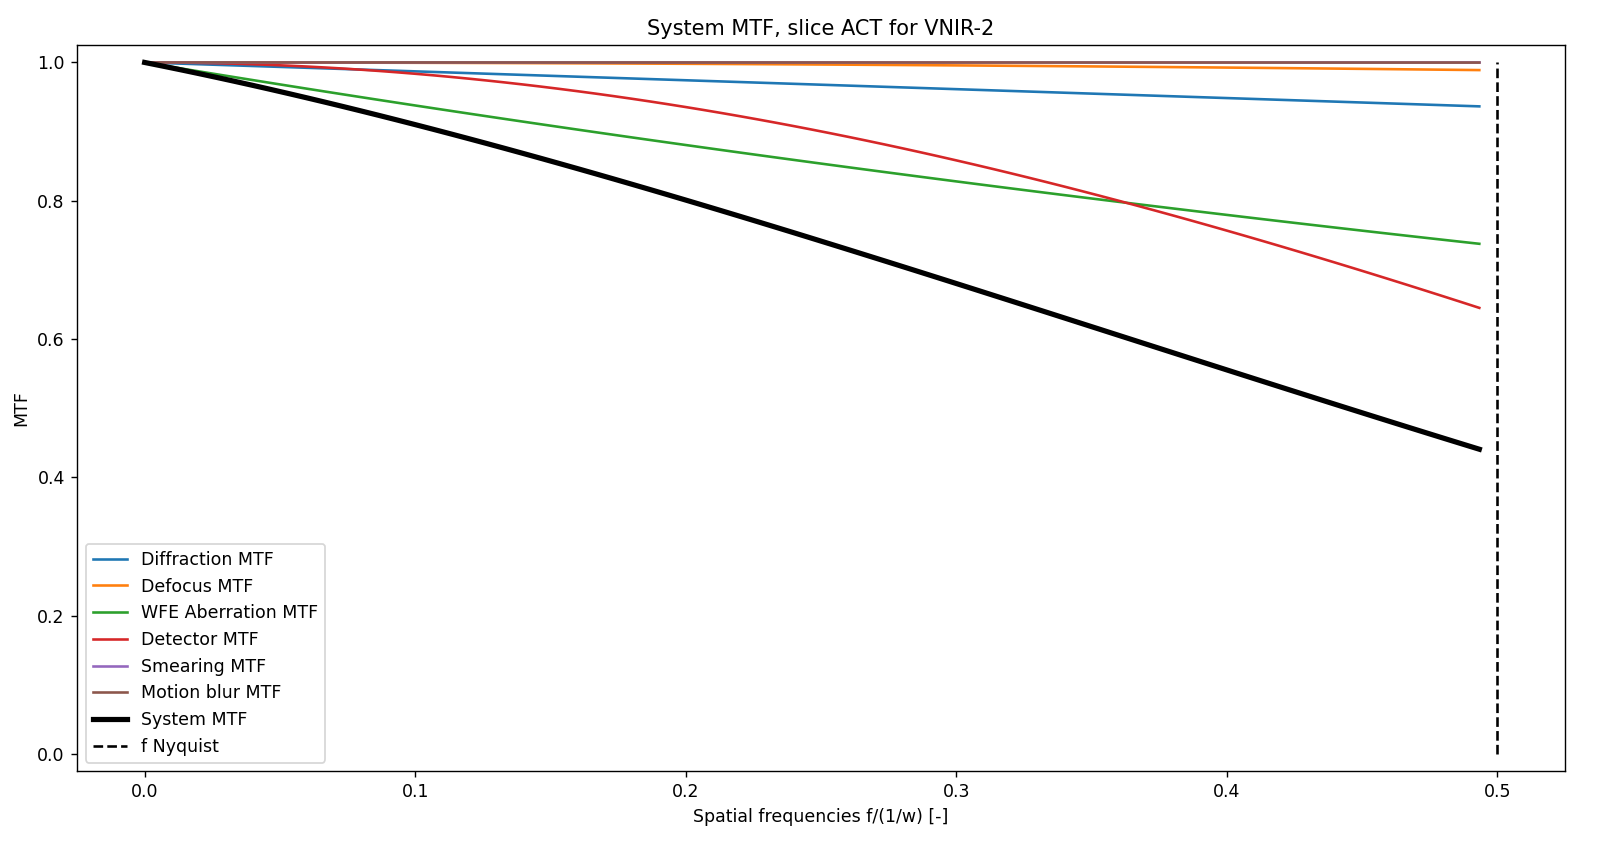 System MTF, slice ACT for VNIR-2
1.0
0.8
0.6
0.4
0.2
0.0
MTF
Diffraction MTF
Defocus MTF
WFE Aberration MTF
Detector MTF
Smearing MTF
Motion blur MTF
System MTF
f Nyquist
0.0 0.1 0.2 0.3 0.4 0.5
Spatial frequencies f/(1/w) [-]